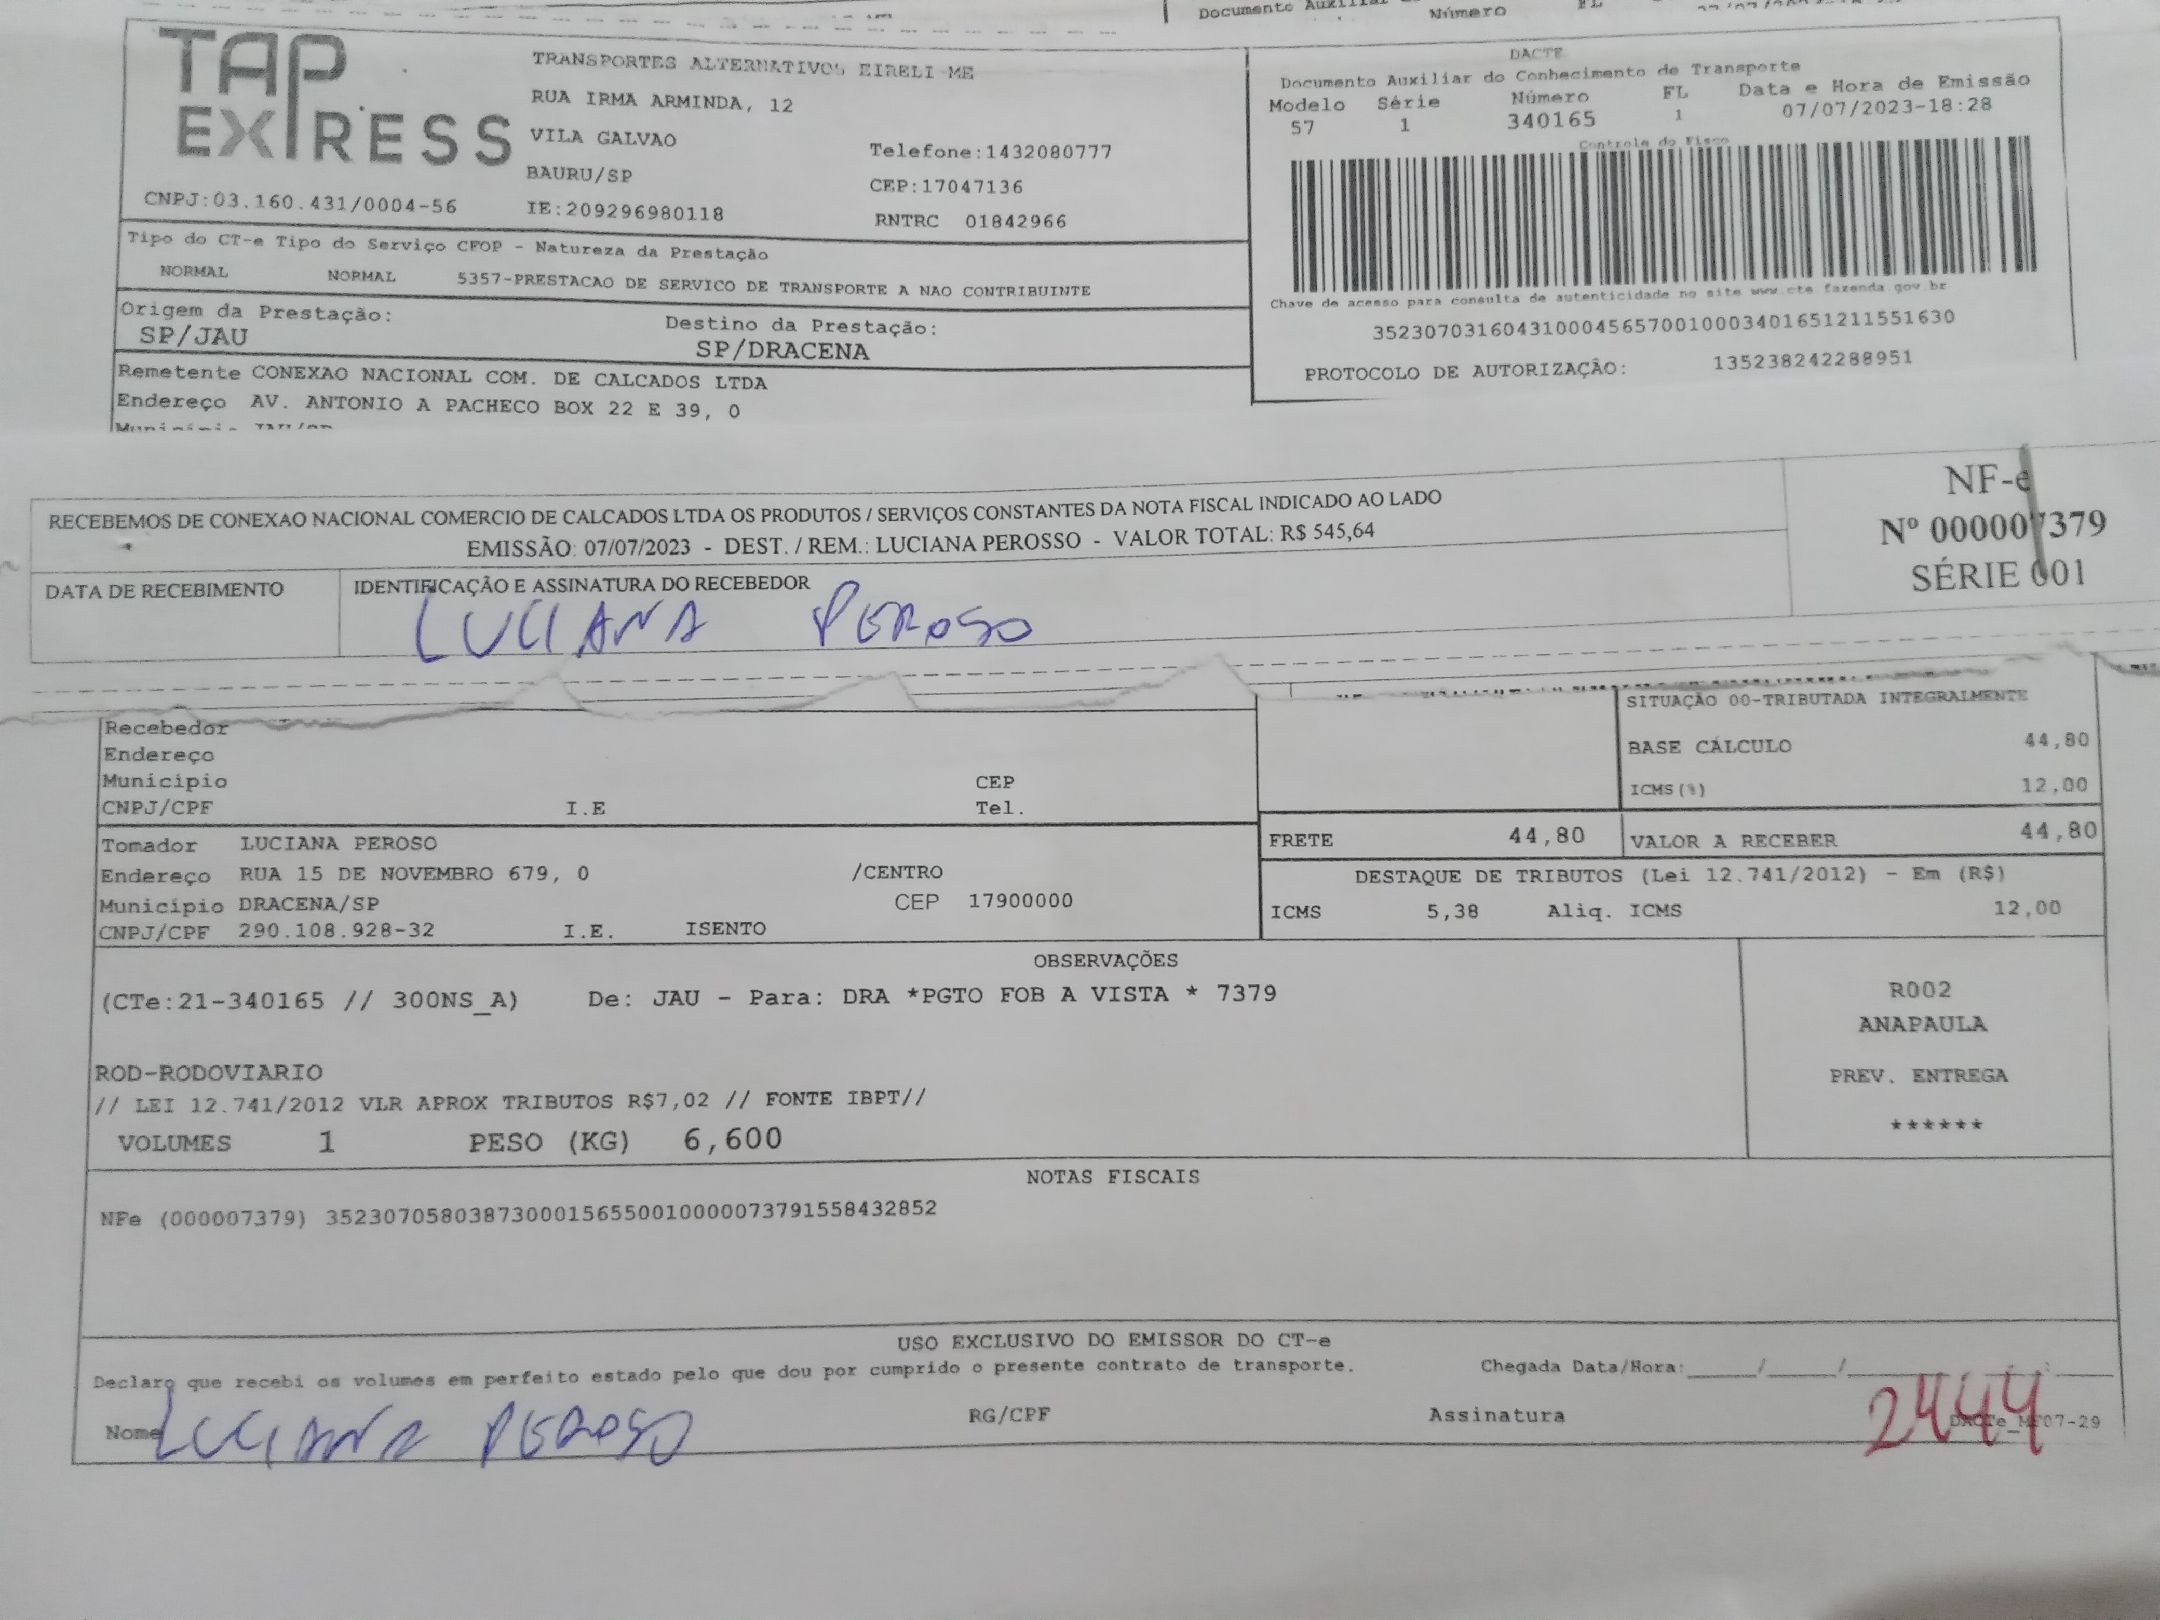 Documento Auxiliar
Número
TAP
EXPRESS
TRANSPORTES ALTERNATIVOS EIRELI ME
RUA IRMA ARMINDA, 12
VILA GALVAO
BAURU/SP
IE:209296980118
Telefone:1432080777
CEP:17047136
RNTRC 01842966
CNPJ:03.160.431/0004-56
DACTE
Documento Auxiliar do Conhecimento de Transporte
Modelo Série Número FL Data e Hora de Emissão
57 1 340165 1 07/07/2023-18:28
Controle do Fisco
Chave de acesso para consulta de autenticidade no site www.cte fazenda.gov.br
35230703160431000456570010003401651211551630
PROTOCOLO DE AUTORIZAÇÃO: 135238242288951
Tipo do CT-e Tipo do Serviço CFOP - Natureza da Prestação
NORMAL NORMAL 5357-PRESTACAO DE SERVICO DE TRANSPORTE A NAO CONTRIBUINTE
Origem da Prestação: Destino da Prestação:
SP/JAU SP/DRACENA
Remetente CONEXAO NACIONAL COM. DE CALCADOS LTDA
Endereço AV. ANTONIO A PACHECO BOX 22 E 39, 0
RECEBEMOS DE CONEXAO NACIONAL COMERCIO DE CALCADOS LTDA OS PRODUTOS / SERVIÇOS CONSTANTES DA NOTA FISCAL INDICADO AO LADO
EMISSÃO: 07/07/2023 - DEST. / REM.: LUCIANA PEROSSO - VALOR TOTAL: R$ 545,64
NF-e
Nº 000007379
SÉRIE 001
DATA DE RECEBIMENTO IDENTIFICAÇÃO E ASSINATURA DO RECEBEDOR
LUCIANA PEROSO
Recebedor
Endereço
Município CEP
CNPJ/CPF I.E Tel.
SITUAÇÃO 00-TRIBUTADA INTEGRALMENTE
BASE CÁLCULO 44,80
ICMS(%) 12,00
FRETE 44,80 VALOR A RECEBER 44,80
Tomador LUCIANA PEROSO
Endereço RUA 15 DE NOVEMBRO 679, 0 /CENTRO
Município DRACENA/SP CEP 17900000
CNPJ/CPF 290.108.928-32 I.E. ISENTO
DESTAQUE DE TRIBUTOS (Lei 12.741/2012) - Em (R$)
ICMS 5,38 Aliq. ICMS 12,00
OBSERVAÇÕES
(CTe:21-340165 // 300NS_A) De: JAU - Para: DRA *PGTO FOB A VISTA * 7379
ROD-RODOVIARIO
// LEI 12.741/2012 VLR APROX TRIBUTOS R$7,02 // FONTE IBPT//
VOLUMES 1 PESO (KG) 6,600
R002
ANAPAULA
PREV. ENTREGA
******
NOTAS FISCAIS
NFe (000007379) 35230705803873000156550010000073791558432852
USO EXCLUSIVO DO EMISSOR DO CT-e
Declaro que recebi os volumes em perfeito estado pelo que dou por cumprido o presente contrato de transporte. Chegada Data/Hora:____/____/____ :
Nome LUCIANA PEROSO RG/CPF Assinatura
2444